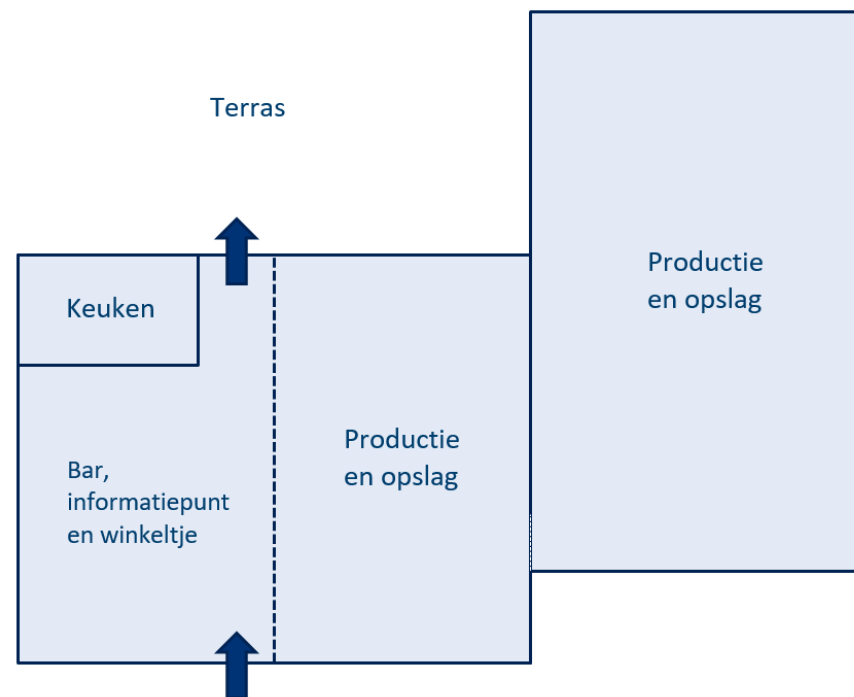 Terras
Keuken
Productie
en opslag
Productie
en opslag
Bar,
informatiepunt
en winkeltje